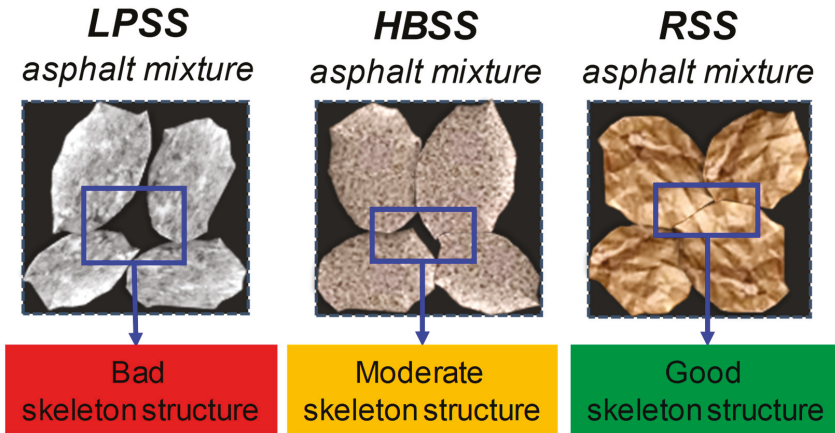 LPSS
asphalt mixture
HBSS
asphalt mixture
RSS
asphalt mixture
Bad
skeleton structure
Moderate
skeleton structure
Good
skeleton structure